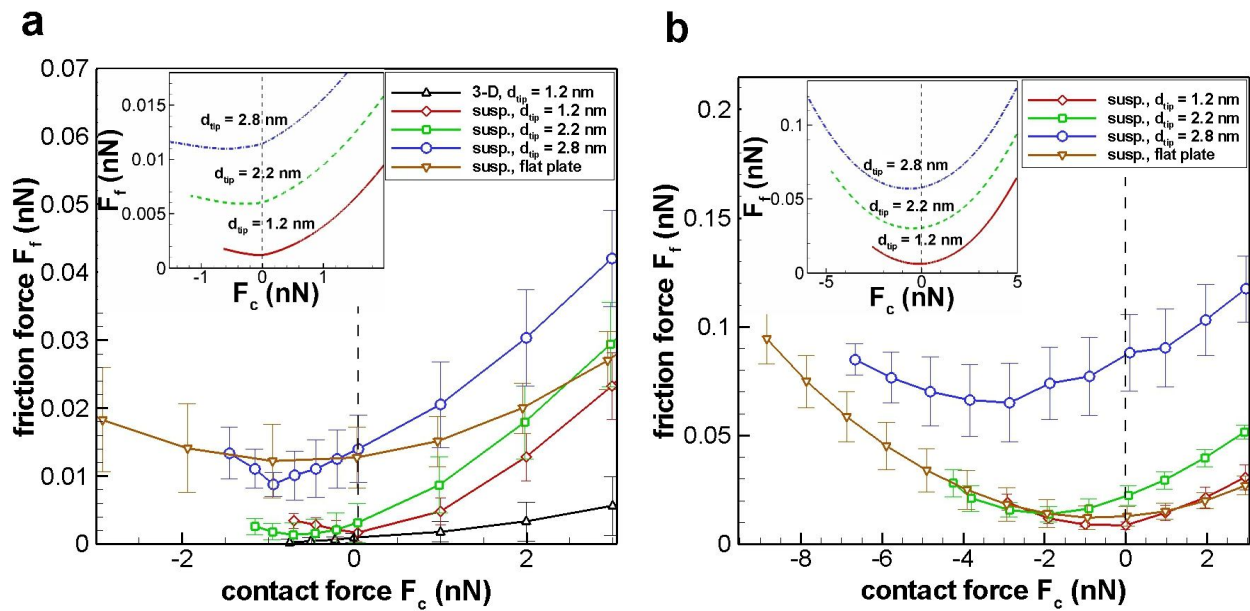 a
friction force F_f (nN)
0.07
0.06
0.05
0.04
0.03
0.02
0.01
0
-2
0
2
contact force F_c (nN)
3-D, d_tip = 1.2 nm
susp., d_tip = 1.2 nm
susp., d_tip = 2.2 nm
susp., d_tip = 2.8 nm
susp., flat plate
F_f (nN)
0.015
0.01
0.005
0
d_tip = 2.8 nm
d_tip = 2.2 nm
d_tip = 1.2 nm
-1
0
1
F_c (nN)
b
friction force F_f (nN)
0.2
0.15
0.1
0.05
0
-8
-6
-4
-2
0
2
contact force F_c (nN)
susp., d_tip = 1.2 nm
susp., d_tip = 2.2 nm
susp., d_tip = 2.8 nm
susp., flat plate
F_f (nN)
0.1
0.05
0
d_tip = 2.8 nm
d_tip = 2.2 nm
d_tip = 1.2 nm
-5
0
5
F_c (nN)